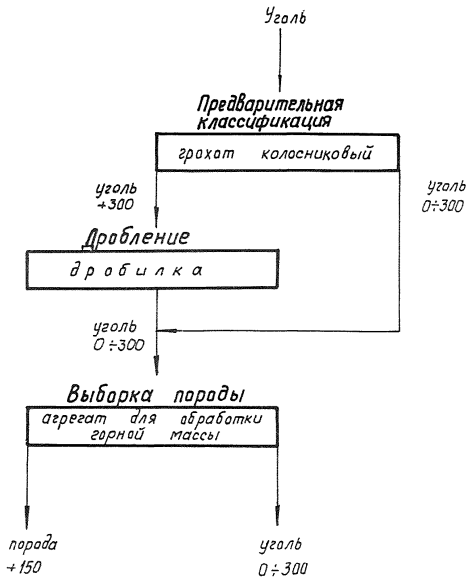 Уголь
Предварительная
классификация
грохот колосниковый
уголь
+300
уголь
0÷300
Дробление
дробилка
уголь
0÷300
Выборка породы
агрегат для обработки
горной массы
порода
+150
уголь
0÷300